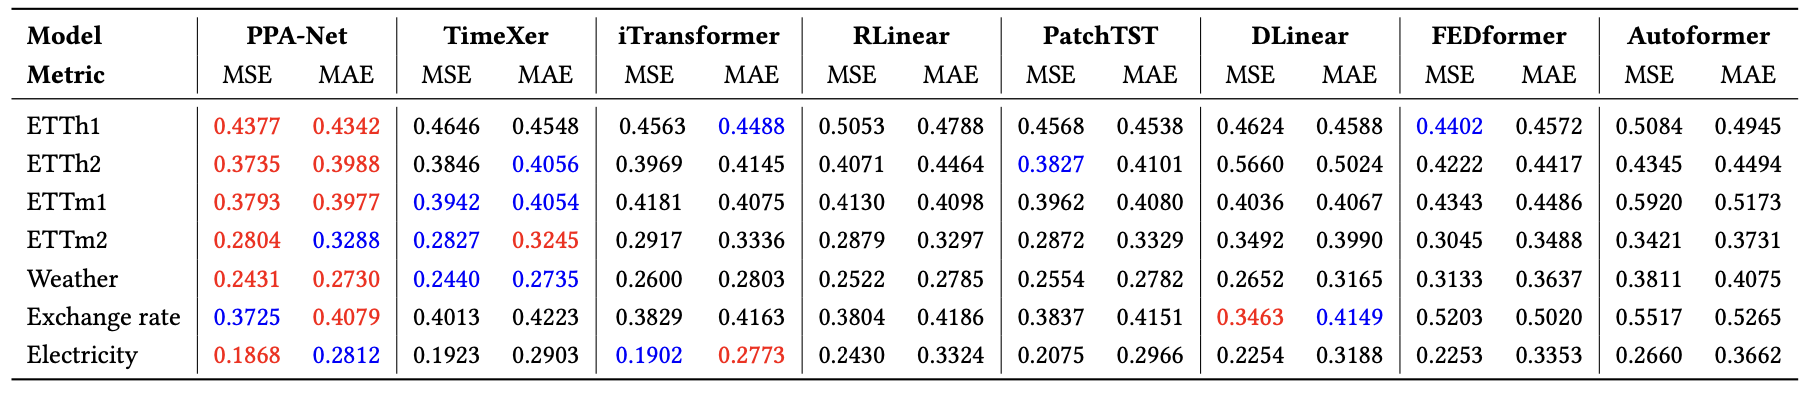 Model PPA-Net TimeXer iTransformer RLinear PatchTST DLinear FEDformer Autoformer
Metric MSE MAE MSE MAE MSE MAE MSE MAE MSE MAE MSE MAE MSE MAE MSE MAE
ETTh1 0.4377 0.4342 0.4646 0.4548 0.4563 0.4488 0.5053 0.4788 0.4568 0.4538 0.4624 0.4588 0.4402 0.4572 0.5084 0.4945
ETTh2 0.3735 0.3988 0.3846 0.4056 0.3969 0.4145 0.4071 0.4464 0.3827 0.4101 0.5660 0.5024 0.4222 0.4417 0.4345 0.4494
ETTm1 0.3793 0.3977 0.3942 0.4054 0.4181 0.4075 0.4130 0.4098 0.3962 0.4080 0.4036 0.4067 0.4343 0.4486 0.5920 0.5173
ETTm2 0.2804 0.3288 0.2827 0.3245 0.2917 0.3336 0.2879 0.3297 0.2872 0.3329 0.3492 0.3990 0.3045 0.3488 0.3421 0.3731
Weather 0.2431 0.2730 0.2440 0.2735 0.2600 0.2803 0.2522 0.2785 0.2554 0.2782 0.2652 0.3165 0.3133 0.3637 0.3811 0.4075
Exchange rate 0.3725 0.4079 0.4013 0.4223 0.3829 0.4163 0.3804 0.4186 0.3837 0.4151 0.3463 0.4149 0.5203 0.5020 0.5517 0.5265
Electricity 0.1868 0.2812 0.1923 0.2903 0.1902 0.2773 0.2430 0.3324 0.2075 0.2966 0.2254 0.3188 0.2253 0.3353 0.2660 0.3662